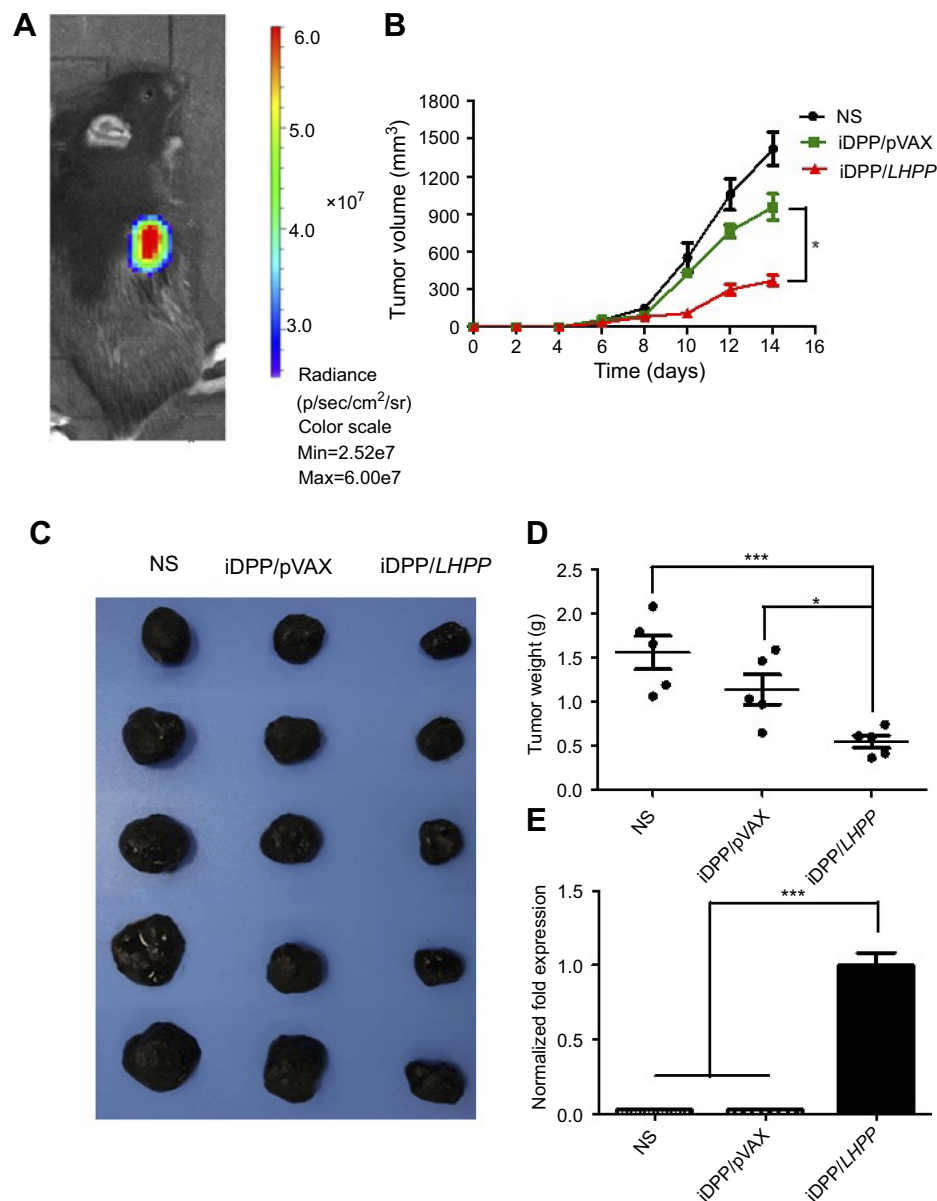 A
6.0
5.0
×10⁷
4.0
3.0
Radiance
(p/sec/cm²/sr)
Color scale
Min=2.52e7
Max=6.00e7
B
Tumor volume (mm³)
1800
1500
1200
900
600
300
0
0 2 4 6 8 10 12 14 16
Time (days)
NS
iDPP/pVAX
iDPP/LHPP
*
C
NS iDPP/pVAX iDPP/LHPP
D
Tumor weight (g)
2.5
2.0
1.5
1.0
0.5
0.0
***
*
NS
iDPP/pVAX
iDPP/LHPP
E
Normalized fold expression
1.5
1.0
0.5
0.0
***
NS
iDPP/pVAX
iDPP/LHPP